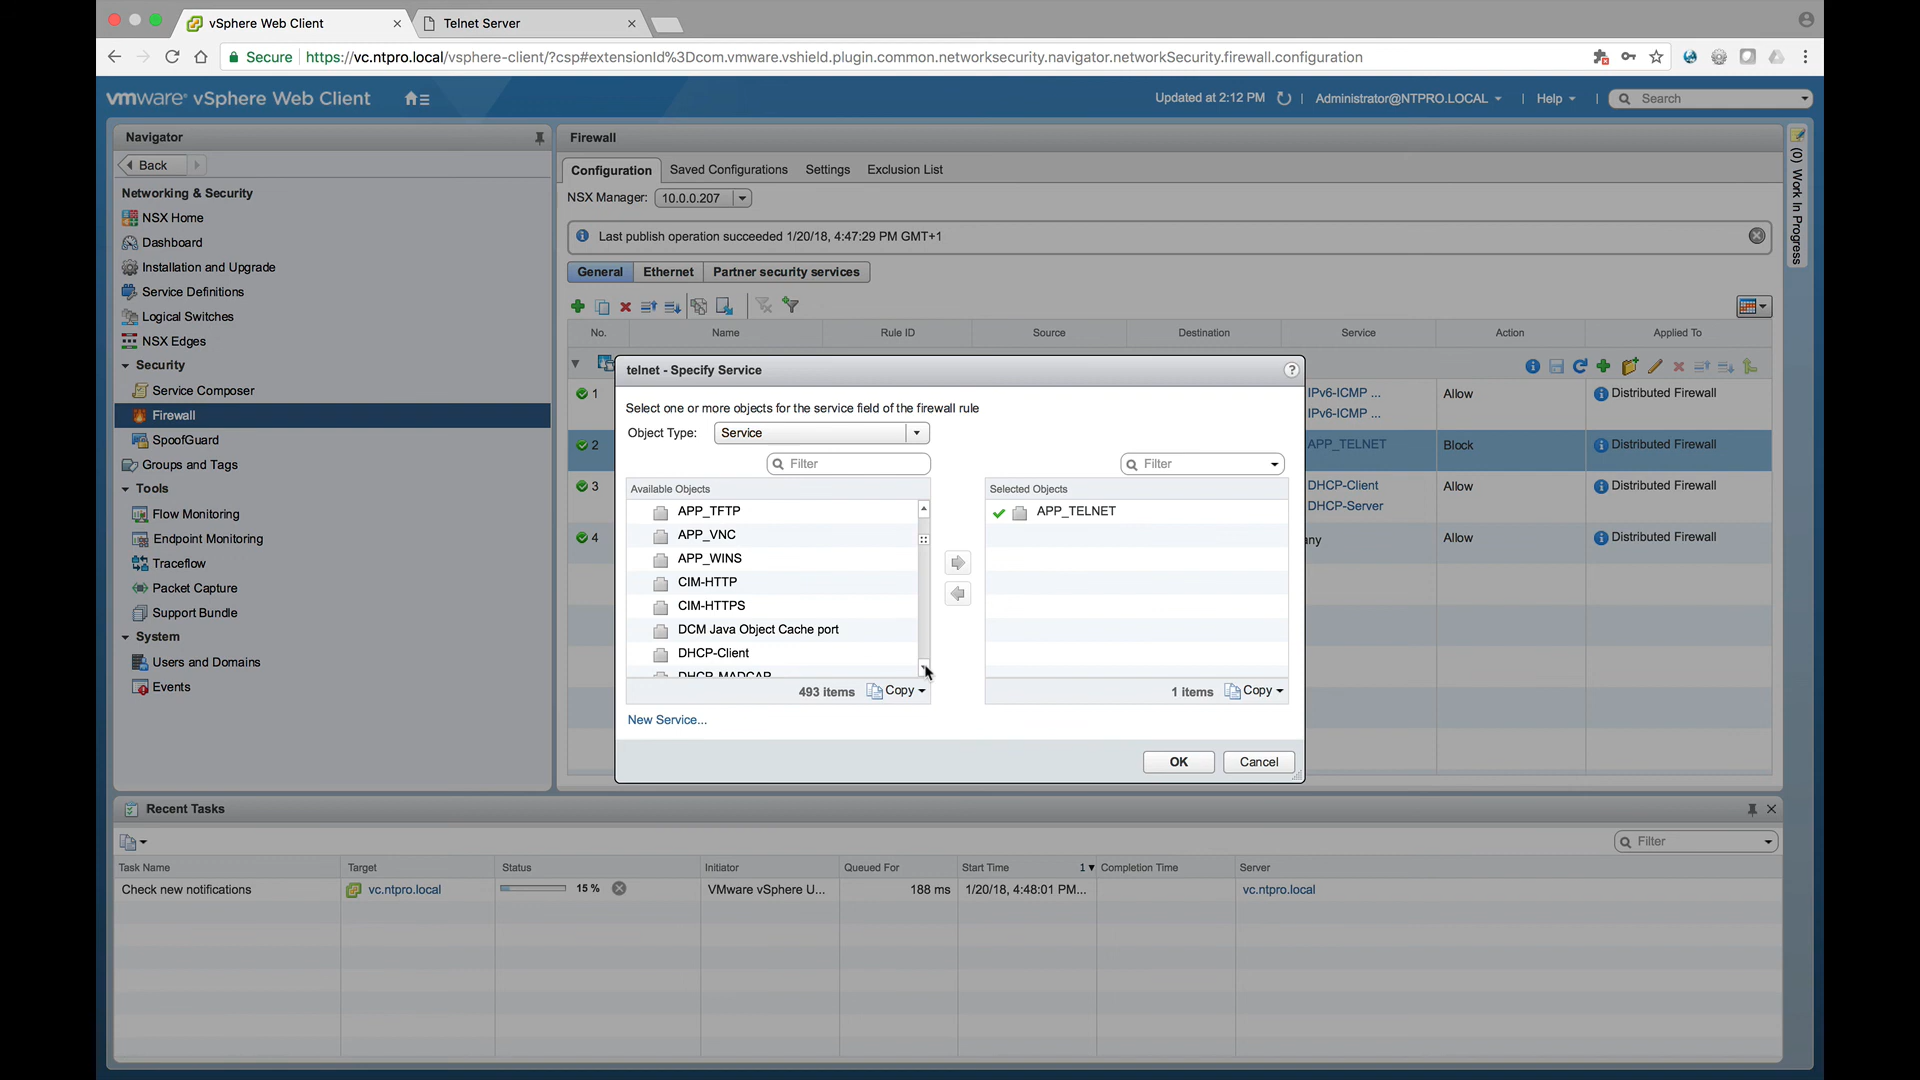 vSphere Web Client
Telnet Server
Secure
https://vc.ntpro.local/vsphere-client/?csp#extensionId%3Dcom.vmware.vshield.plugin.common.networksecurity.navigator.networkSecurity.firewall.configuration
vmware® vSphere Web Client
Updated at 2:12 PM
Administrator@NTPRO.LOCAL
Help
Search
Navigator
Back
Networking & Security
NSX Home
Dashboard
Installation and Upgrade
Service Definitions
Logical Switches
NSX Edges
Security
Service Composer
Firewall
SpoofGuard
Groups and Tags
Tools
Flow Monitoring
Endpoint Monitoring
Traceflow
Packet Capture
Support Bundle
System
Users and Domains
Events
Firewall
Configuration
Saved Configurations
Settings
Exclusion List
NSX Manager: 10.0.0.207
Last publish operation succeeded 1/20/18, 4:47:29 PM GMT+1
General
Ethernet
Partner security services
No. Name Rule ID Source Destination Service Action Applied To
1 IPv6-ICMP ... Allow Distributed Firewall
IPv6-ICMP ...
2 APP_TELNET Block Distributed Firewall
3 DHCP-Client Allow Distributed Firewall
DHCP-Server
4 any Allow Distributed Firewall
(0) Work In Progress
telnet - Specify Service
Select one or more objects for the service field of the firewall rule
Object Type: Service
Filter
Filter
Available Objects
APP_TFTP
APP_VNC
APP_WINS
CIM-HTTP
CIM-HTTPS
DCM Java Object Cache port
DHCP-Client
DHCP-MADCAP
493 items Copy
Selected Objects
APP_TELNET
1 items Copy
New Service...
OK
Cancel
Recent Tasks
Filter
Task Name Target Status Initiator Queued For Start Time 1 Completion Time Server
Check new notifications vc.ntpro.local 15 % VMware vSphere U... 188 ms 1/20/18, 4:48:01 PM... vc.ntpro.local